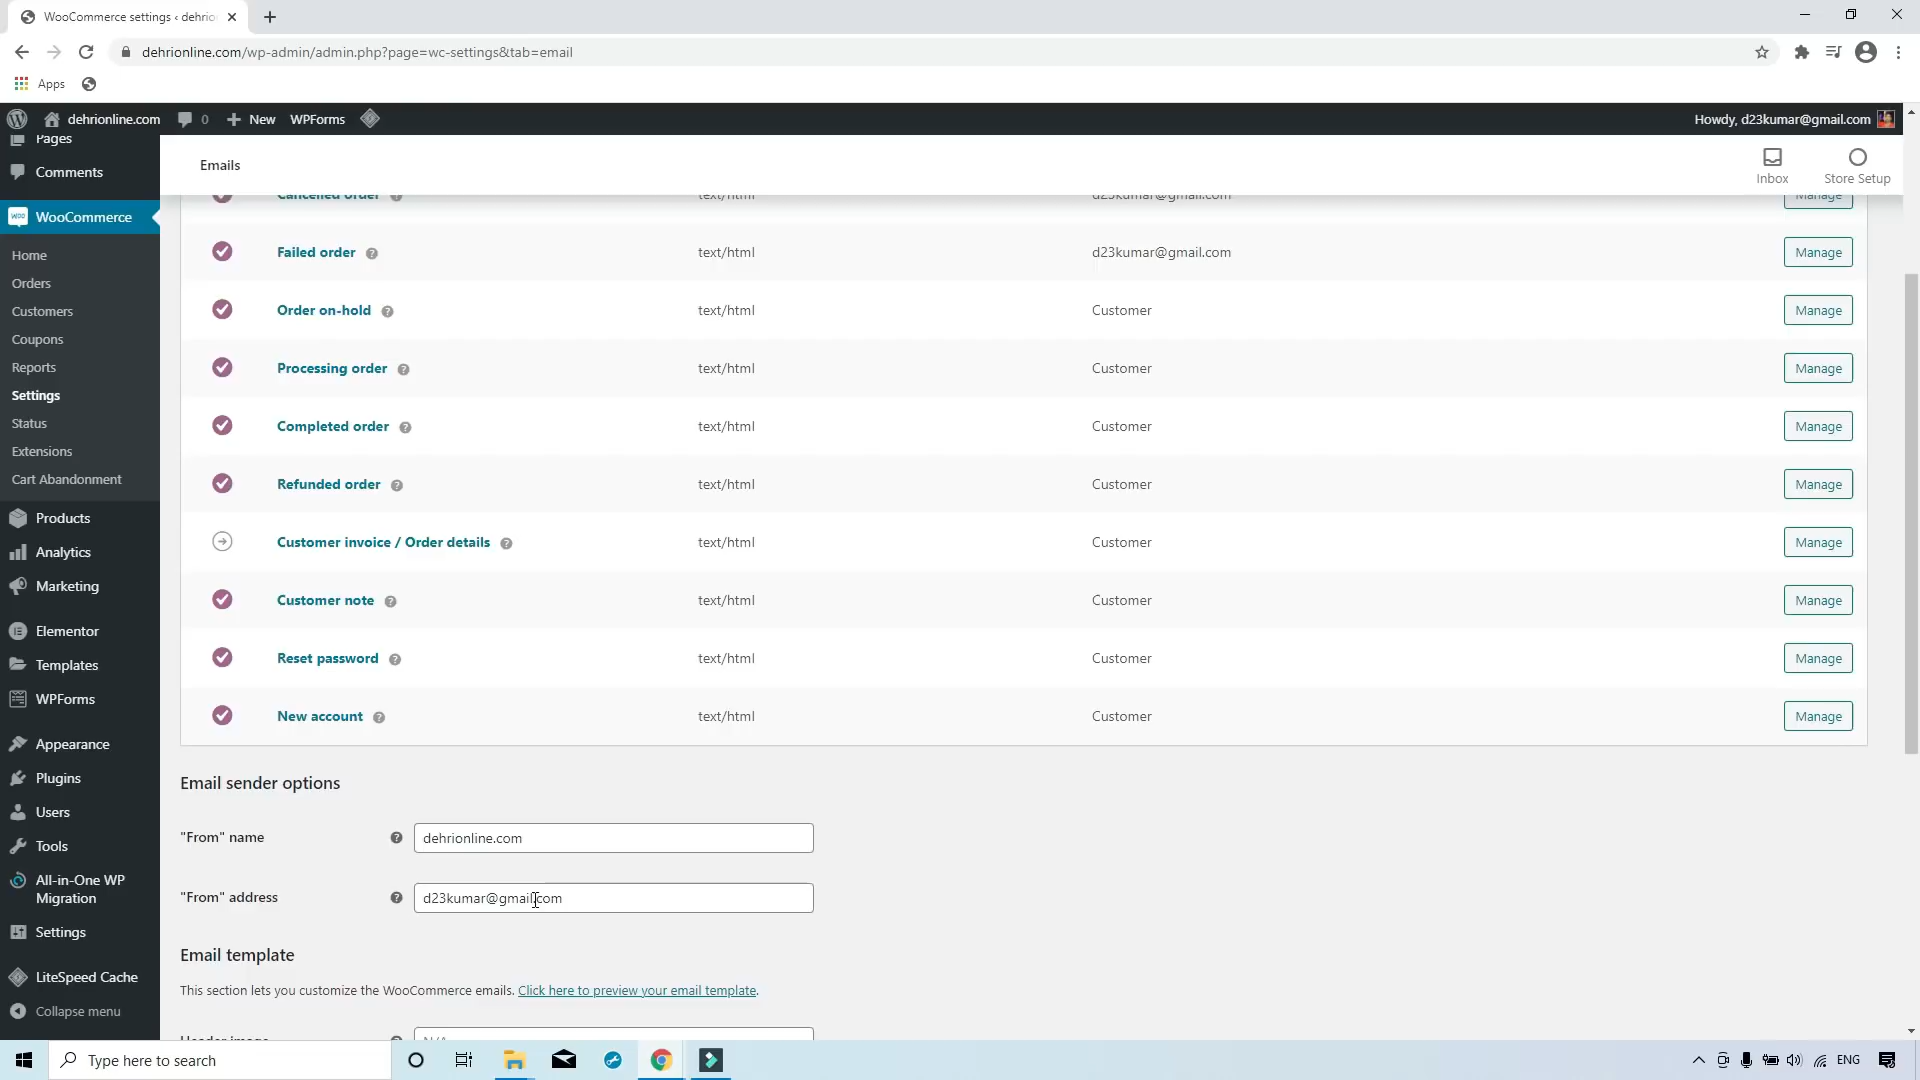 WooCommerce settings ‹ dehrio
dehrionline.com/wp-admin/admin.php?page=wc-settings&tab=email
Apps
dehrionline.com 0 New WPForms Howdy, d23kumar@gmail.com
Pages
Comments
WooCommerce
Home
Orders
Customers
Coupons
Reports
Settings
Status
Extensions
Cart Abandonment
Products
Analytics
Marketing
Elementor
Templates
WPForms
Appearance
Plugins
Users
Tools
All-in-One WP
Migration
Settings
LiteSpeed Cache
Collapse menu
Emails
Inbox Store Setup
Cancelled order text/html d23kumar@gmail.com Manage
Failed order text/html d23kumar@gmail.com Manage
Order on-hold text/html Customer Manage
Processing order text/html Customer Manage
Completed order text/html Customer Manage
Refunded order text/html Customer Manage
Customer invoice / Order details text/html Customer Manage
Customer note text/html Customer Manage
Reset password text/html Customer Manage
New account text/html Customer Manage
Email sender options
"From" name dehrionline.com
"From" address d23kumar@gmail.com
Email template
This section lets you customize the WooCommerce emails. Click here to preview your email template.
Header image N/A
Type here to search ENG